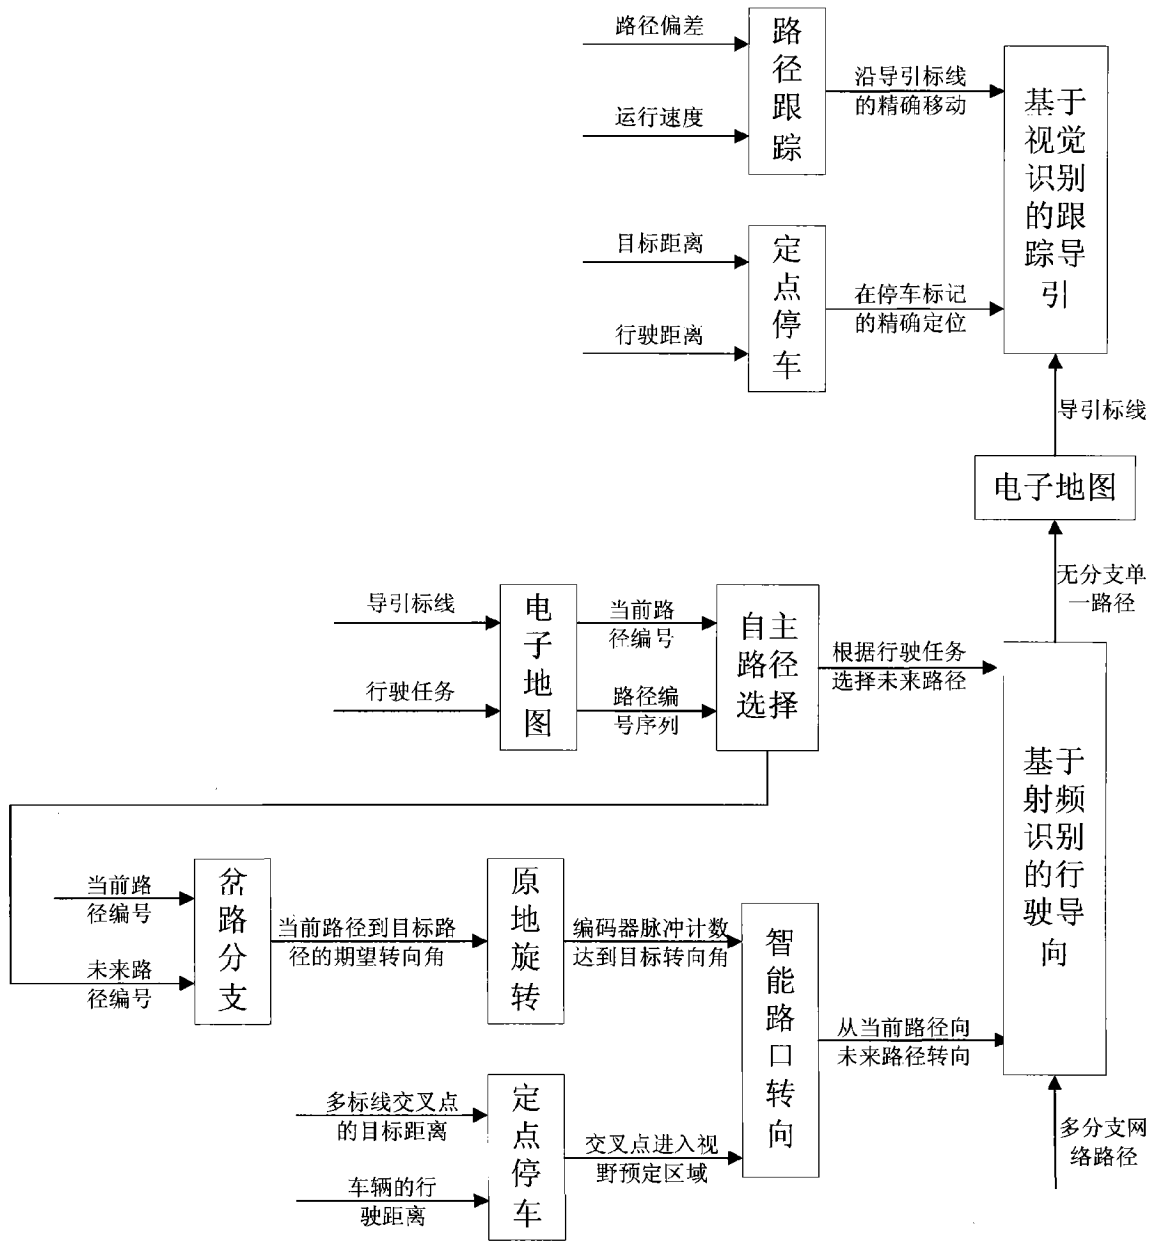 路径偏差
运行速度
路
径
跟
踪
沿导引标线
的精确移动
基于
视觉
识别
的跟
踪导
引
目标距离
行驶距离
定
点
停
车
在停车标记
的精确定位
导引标线
电子地图
无分支单
一路径
导引标线
行驶任务
电
子
地
图
当前路
径编号
路径编
号序列
自主
路径
选择
根据行驶任务
选择未来路径
基于
射频
识别
的行
驶导
向
当前路
径编号
未来路
径编号
岔
路
分
支
当前路径到目标路
径的期望转向角
原
地
旋
转
编码器脉冲计数
达到目标转向角
智
能
路
口
转
向
从当前路径向
未来路径转向
多标线交叉点
的目标距离
车辆的行
驶距离
定
点
停
车
交叉点进入视
野预定区域
多分支网
络路径